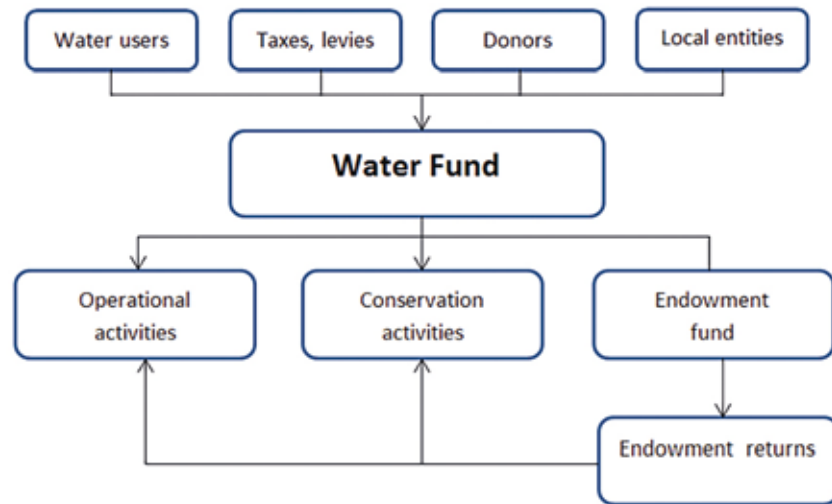 Water users
Taxes, levies
Donors
Local entities
Water Fund
Operational
activities
Conservation
activities
Endowment
fund
Endowment returns